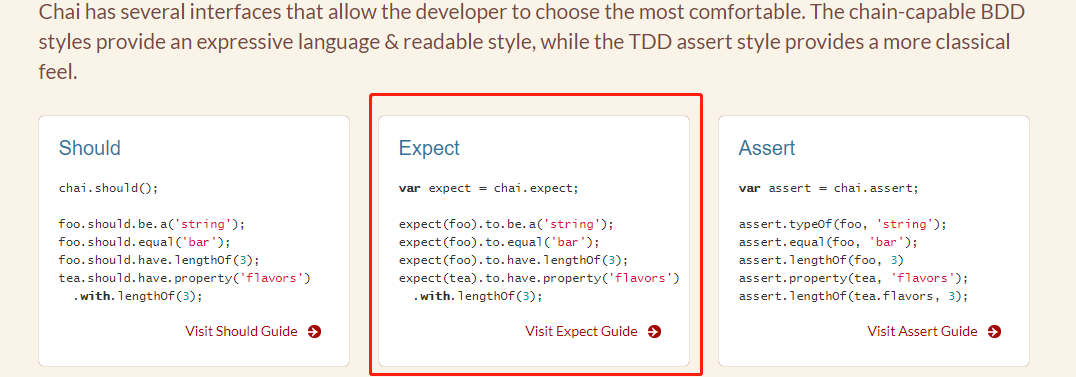 Chai has several interfaces that allow the developer to choose the most comfortable. The chain-capable BDD
styles provide an expressive language & readable style, while the TDD assert style provides a more classical
feel.
Should
chai.should();
foo.should.be.a('string');
foo.should.equal('bar');
foo.should.have.lengthOf(3);
tea.should.have.property('flavors')
.with.lengthOf(3);
Visit Should Guide
Expect
var expect = chai.expect;
expect(foo).to.be.a('string');
expect(foo).to.equal('bar');
expect(foo).to.have.lengthOf(3);
expect(tea).to.have.property('flavors')
.with.lengthOf(3);
Visit Expect Guide
Assert
var assert = chai.assert;
assert.typeOf(foo, 'string');
assert.equal(foo, 'bar');
assert.lengthOf(foo, 3)
assert.property(tea, 'flavors');
assert.lengthOf(tea.flavors, 3);
Visit Assert Guide